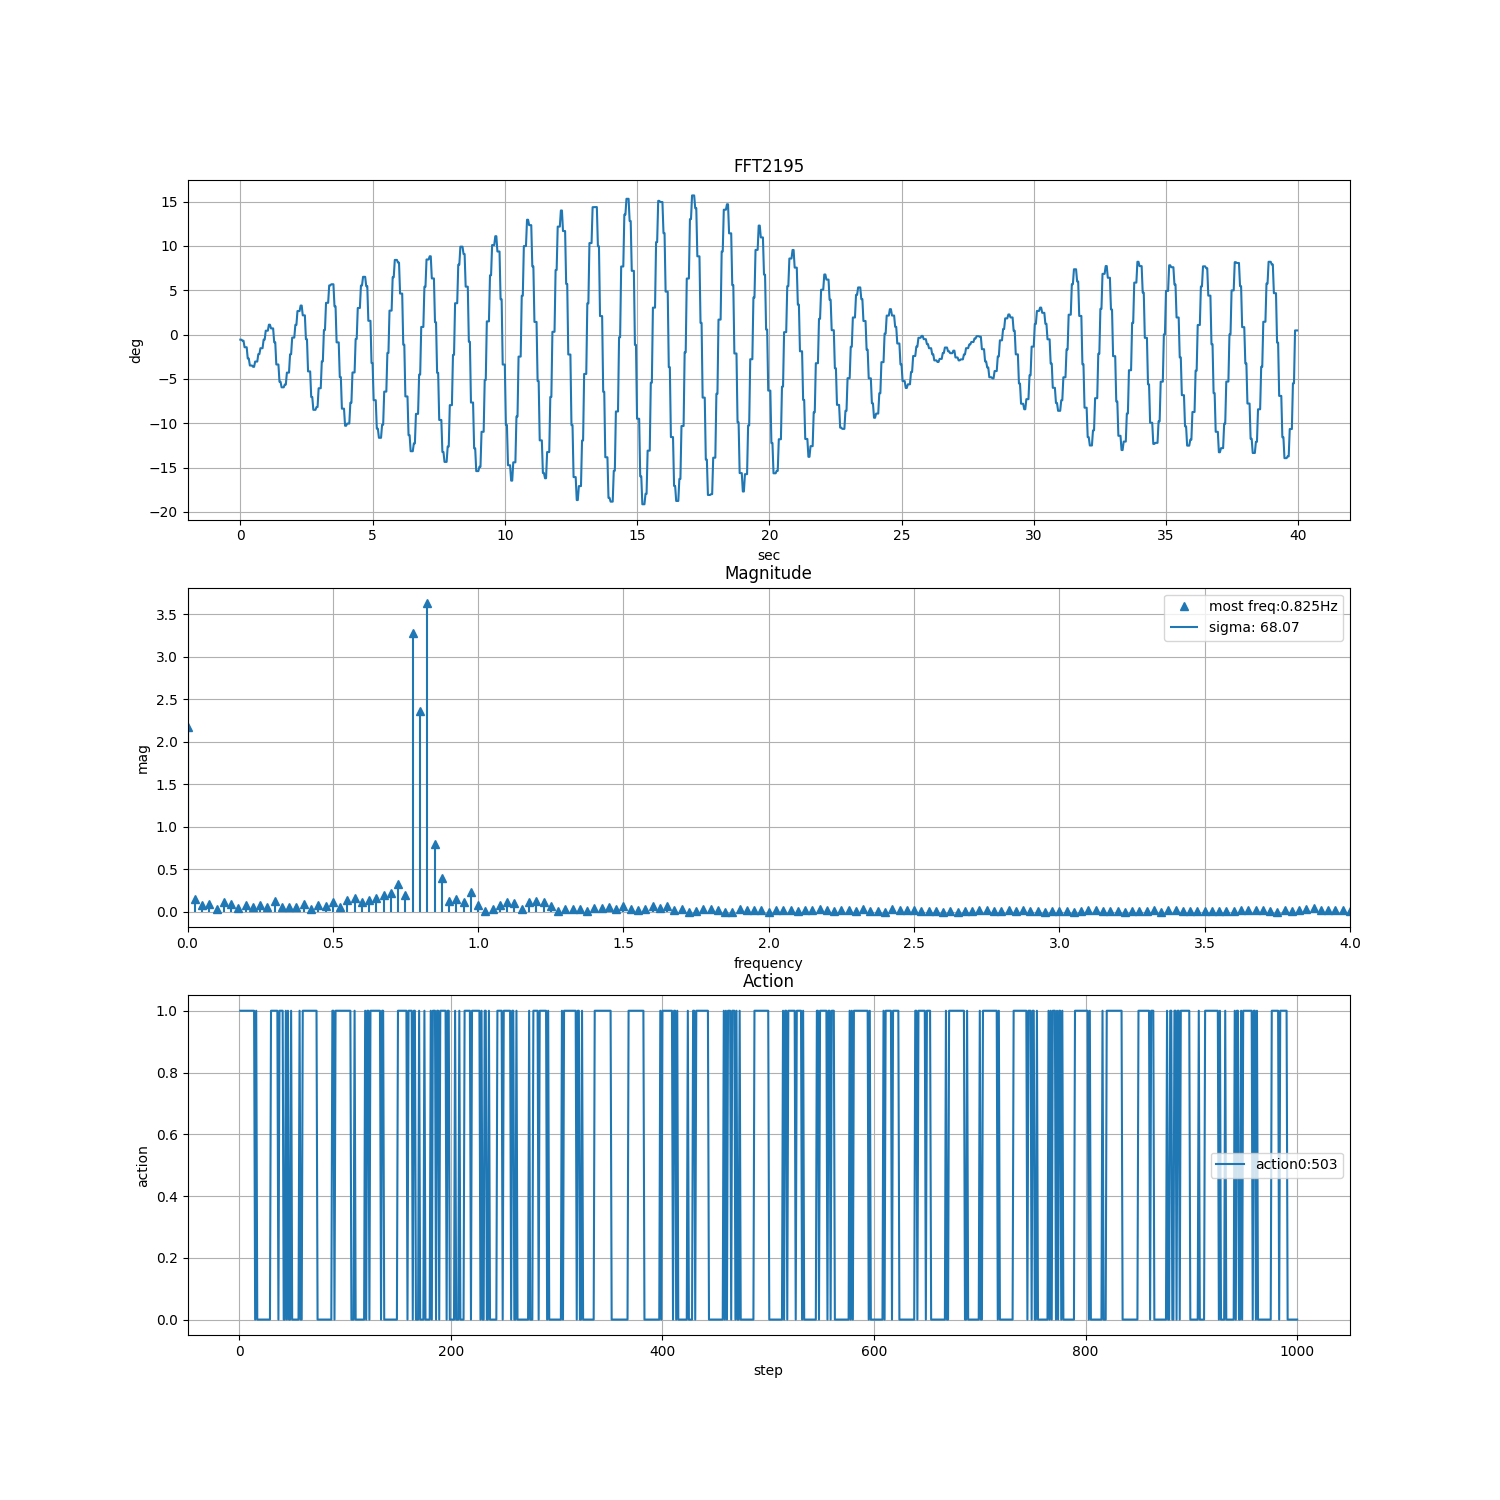 FFT2195
15
10
5
0
−5
−10
−15
−20
deg
0 5 10 15 20 25 30 35 40
sec
Magnitude
3.5
3.0
2.5
2.0
1.5
1.0
0.5
0.0
mag
most freq:0.825Hz
sigma: 68.07
0.0 0.5 1.0 1.5 2.0 2.5 3.0 3.5 4.0
frequency
Action
1.0
0.8
0.6
0.4
0.2
0.0
action
action0:503
0 200 400 600 800 1000
step